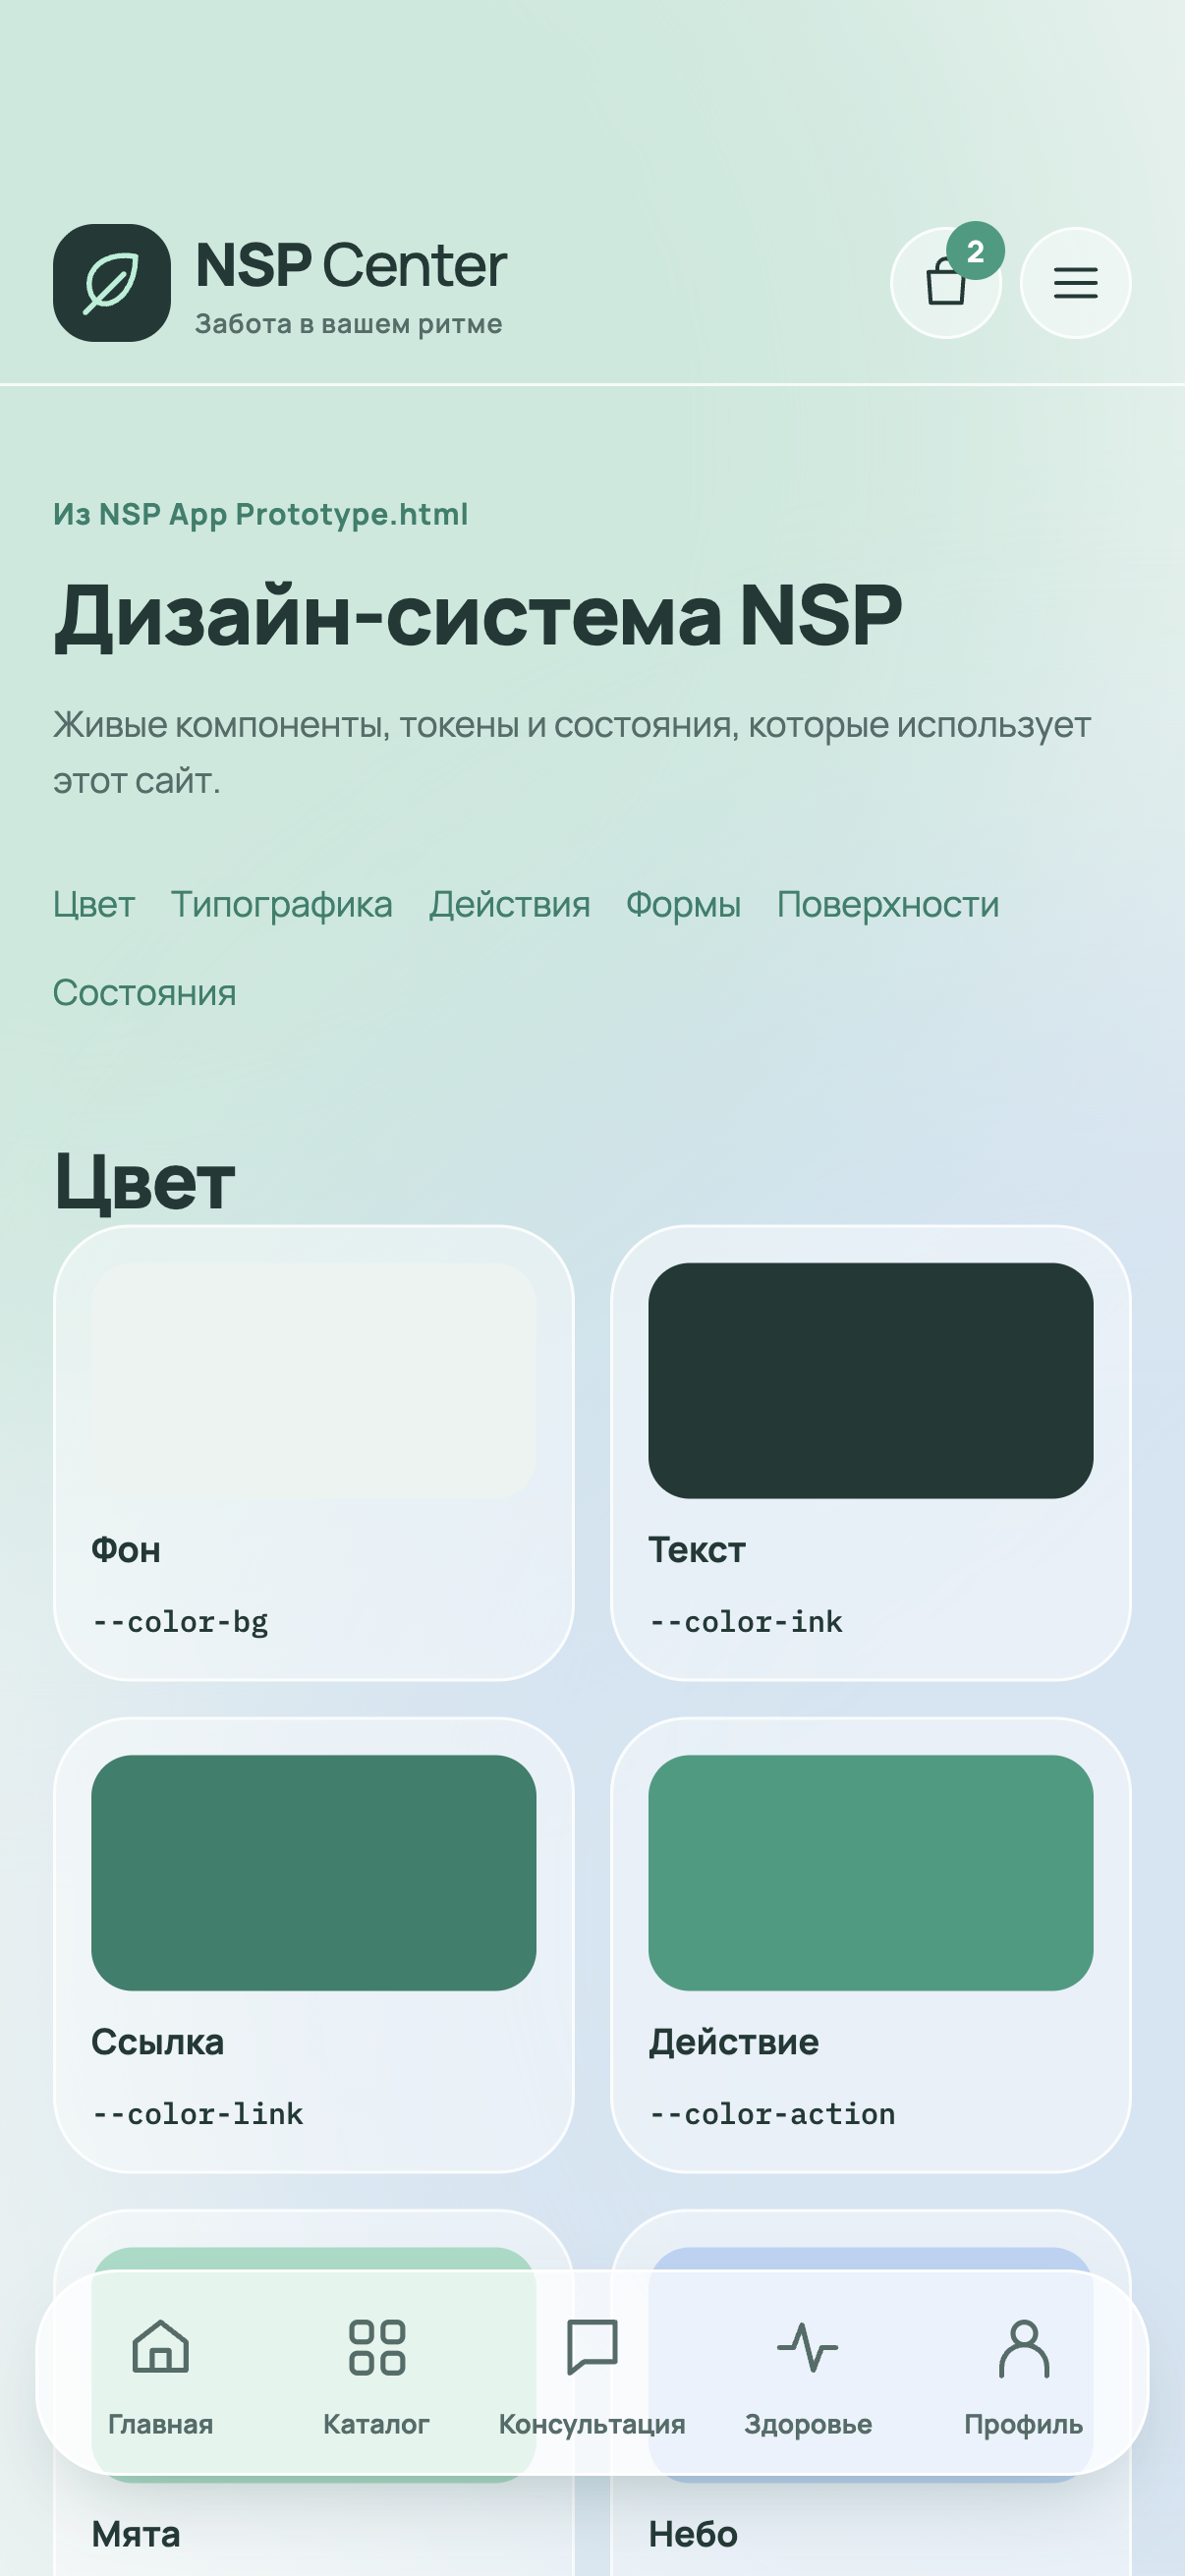 NSP Center
Забота в вашем ритме
2
Из NSP App Prototype.html
Дизайн-система NSP
Живые компоненты, токены и состояния, которые использует
этот сайт.
Цвет Типографика Действия Формы Поверхности
Состояния
Цвет
Фон
--color-bg
Текст
--color-ink
Ссылка
--color-link
Действие
--color-action
Главная
Каталог
Консультация
Здоровье
Профиль
Мята
Небо